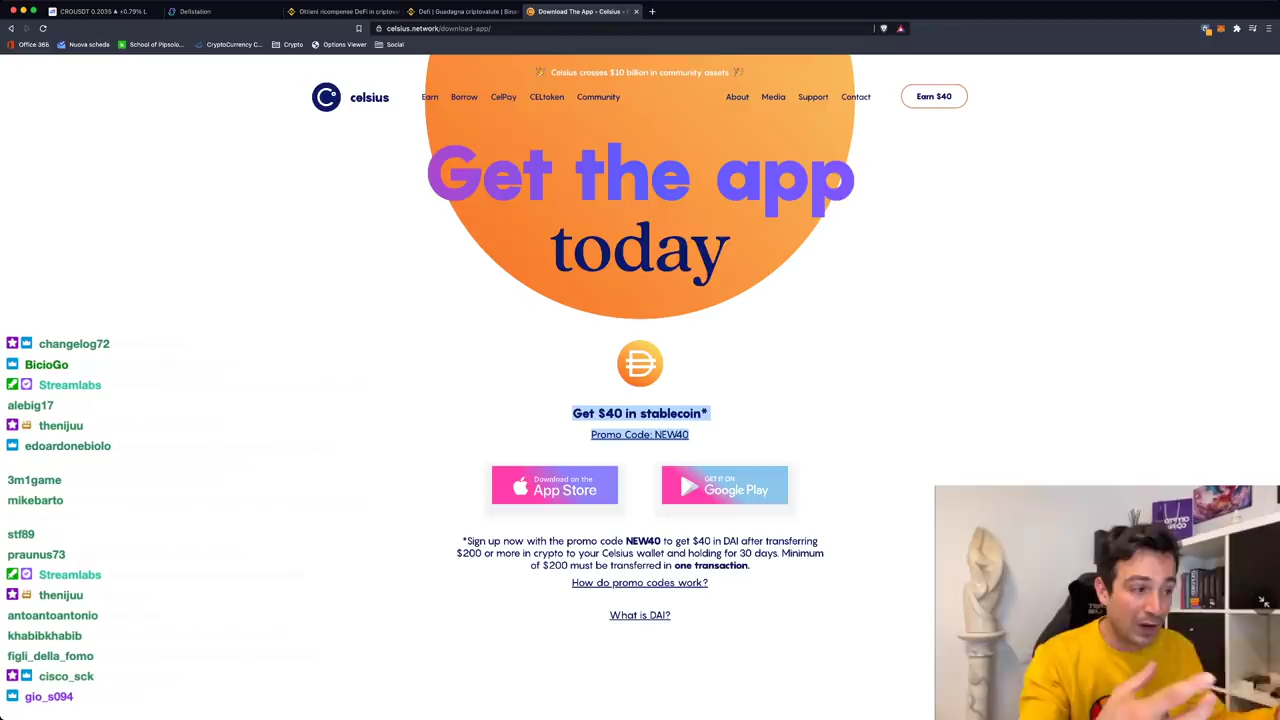 CROUSDT 0.2035 ▲ +0.79% L
Defistation
Ottieni ricompense DeFi in criptoval
DeFi | Guadagna criptovalute | Binan
Download The App - Celsius -
celsius.network/download-app/
Office 365
Nuova scheda
School of Pipsolo...
CryptoCurrency C...
Crypto
Options Viewer
Social
Celsius crosses $10 billion in community assets
celsius
Earn
Borrow
CelPay
CELtoken
Community
About
Media
Support
Contact
Earn $40
Get the app
today
Get $40 in stablecoin*
Promo Code: NEW40
Download on the
App Store
GET IT ON
Google Play
*Sign up now with the promo code NEW40 to get $40 in DAI after transferring
$200 or more in crypto to your Celsius wallet and holding for 30 days. Minimum
of $200 must be transferred in one transaction.
How do promo codes work?
What is DAI?
changelog72
BicioGo
Streamlabs
alebig17
thenijuu
edoardonebiolo
3m1game
mikebarto
stf89
praunus73
Streamlabs
thenijuu
antoantoantonio
khabibkhabib
figli_della_fomo
cisco_sck
gio_s094